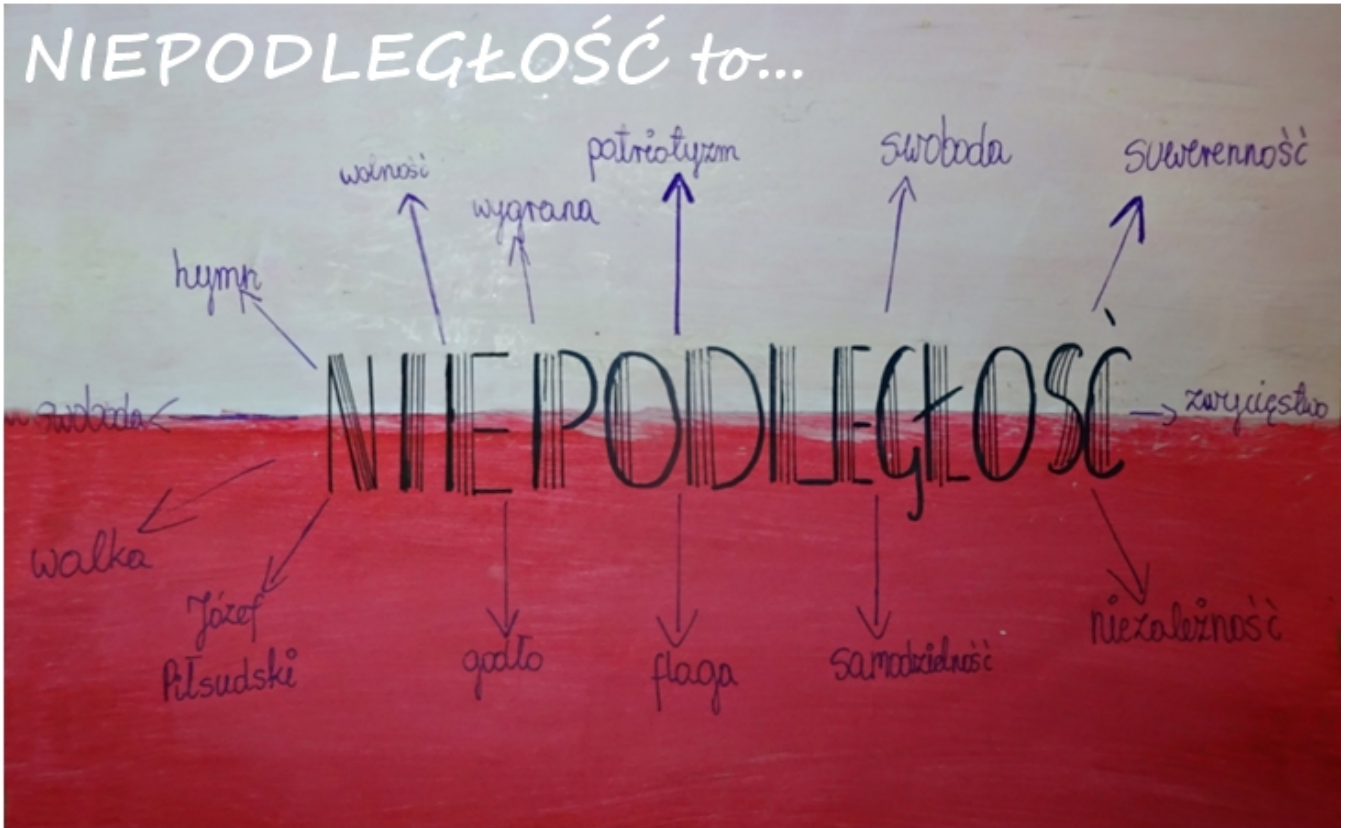 NIEPODLEGŁOŚĆ to...
patriotyzm
swoboda
suwerenność
wolność
wygrana
hymn
NIEPODLEGŁOŚĆ
swoboda
zwycięstwo
walka
Józef
Piłsudski
godło
flaga
samodzielność
niezależność